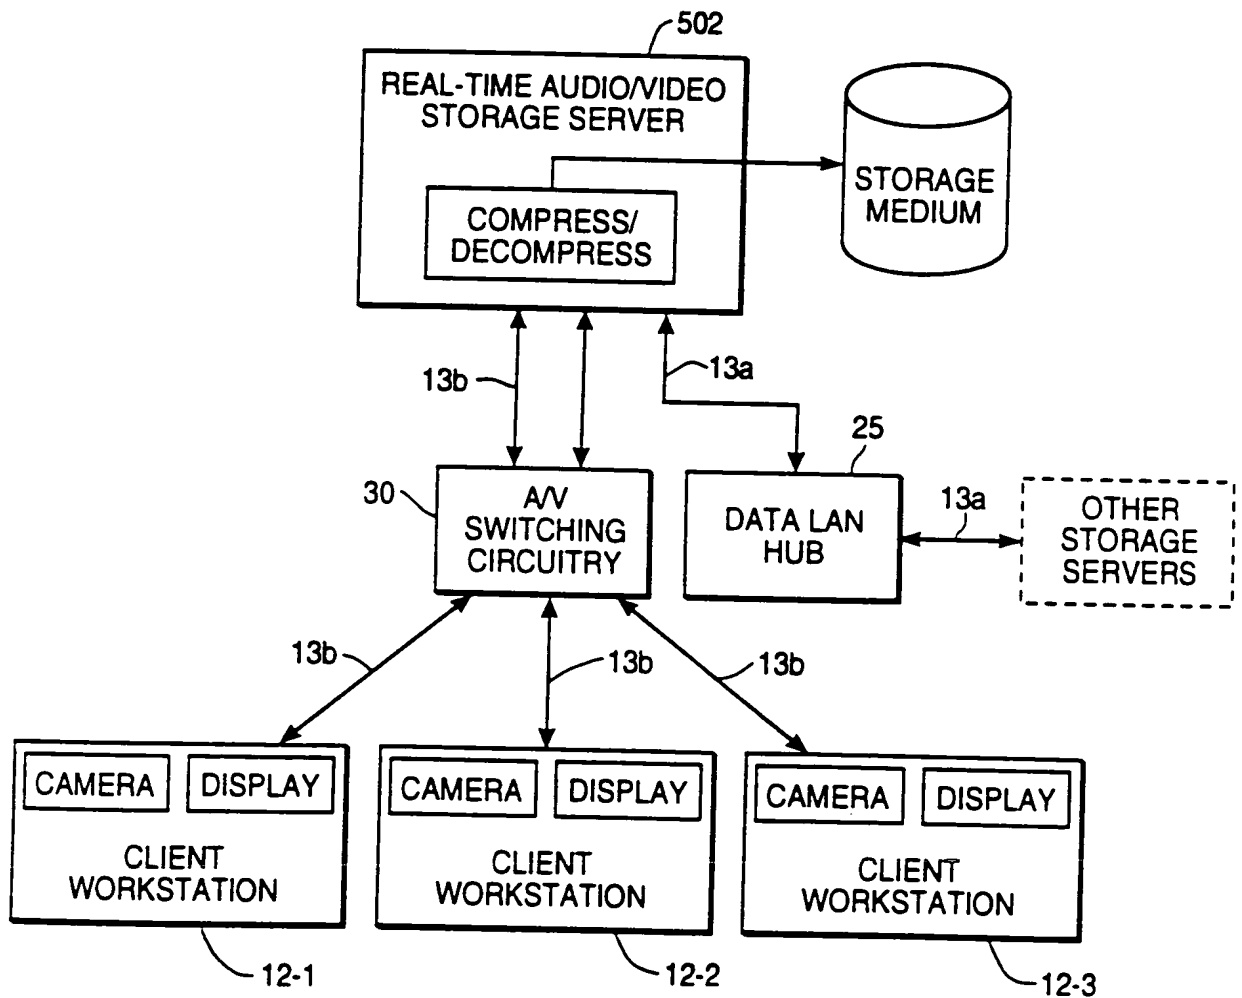 502
REAL-TIME AUDIO/VIDEO
STORAGE SERVER
COMPRESS/
DECOMPRESS
STORAGE
MEDIUM
13b
13a
25
30
A/V
SWITCHING
CIRCUITRY
DATA LAN
HUB
13a
OTHER
STORAGE
SERVERS
13b
13b
13b
CAMERA
DISPLAY
CLIENT
WORKSTATION
CAMERA
DISPLAY
CLIENT
WORKSTATION
CAMERA
DISPLAY
CLIENT
WORKSTATION
12-1
12-2
12-3